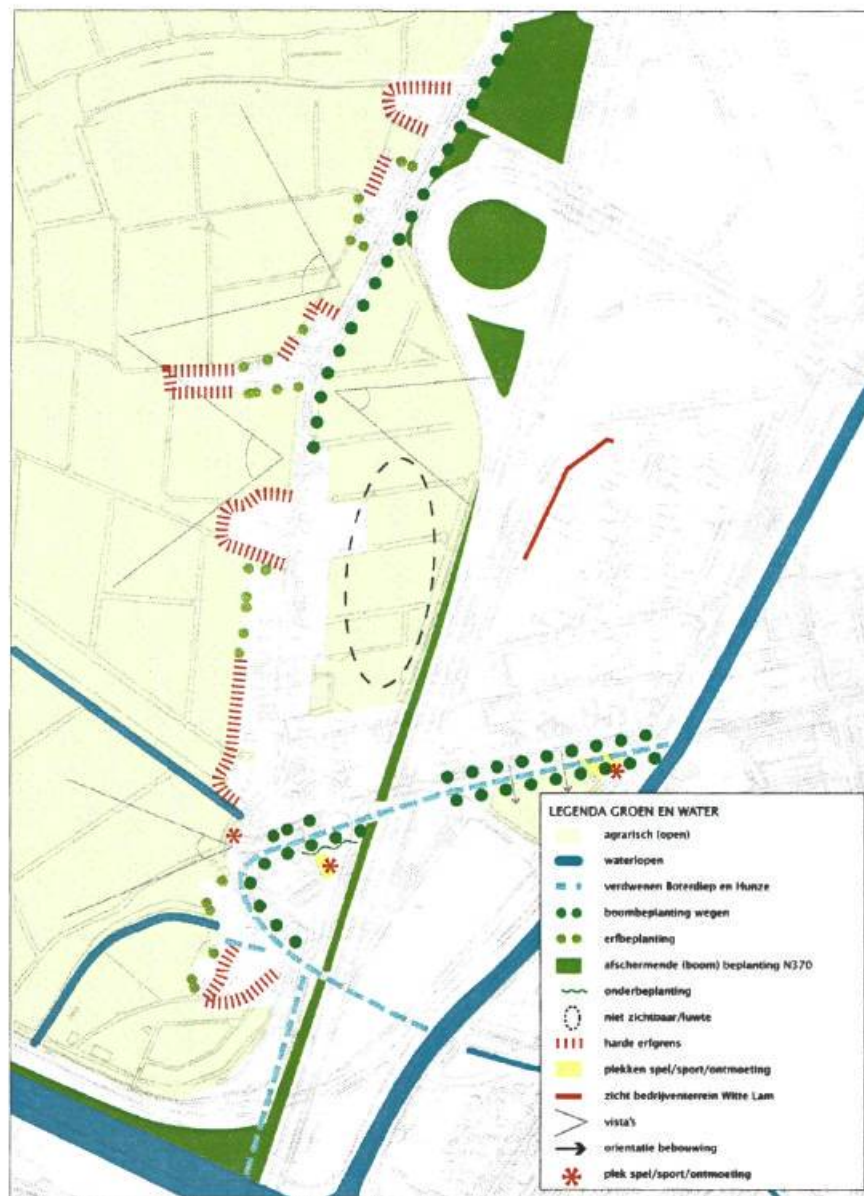 LEGENDA GROEN EN WATER
agrarisch (open)
waterlopen
verdwenen Boterdiep en Hunze
boombeplanting wegen
erfbeplanting
afschermende (boom) beplanting N370
onderbeplanting
niet zichtbaar/luwte
harde erfgrens
plekken spel/sport/ontmoeting
zicht bedrijventerrein Witte Lam
vista's
orientatie bebouwing
plek spel/sport/ontmoeting